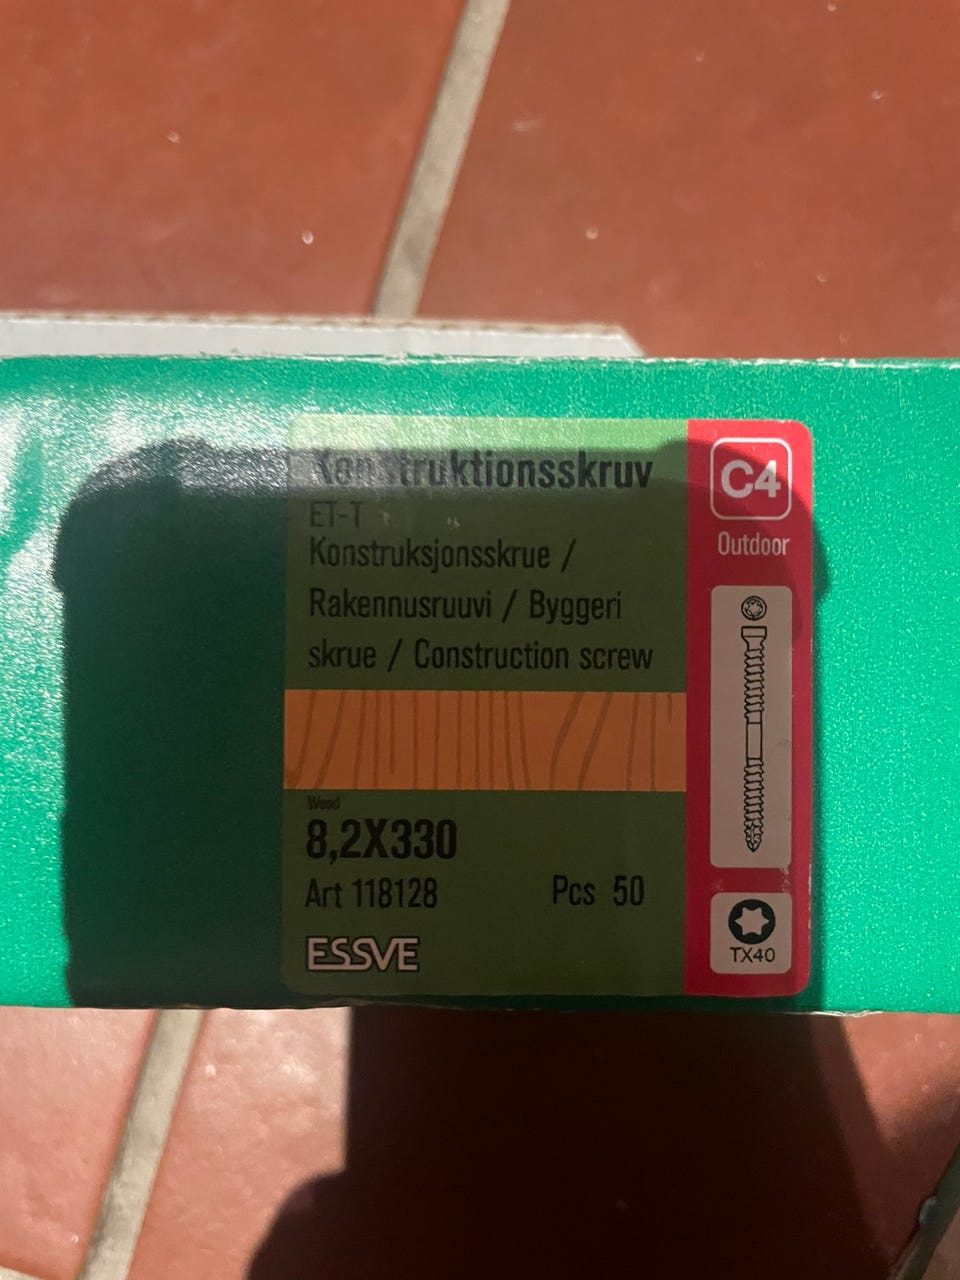 Konstruktionsskruv
ET-T
Konstruksjonsskrue /
Rakennusruuvi / Byggeri
skrue / Construction screw
Wood
8,2X330
Art 118128 Pcs 50
ESSVE
C4
Outdoor
TX40